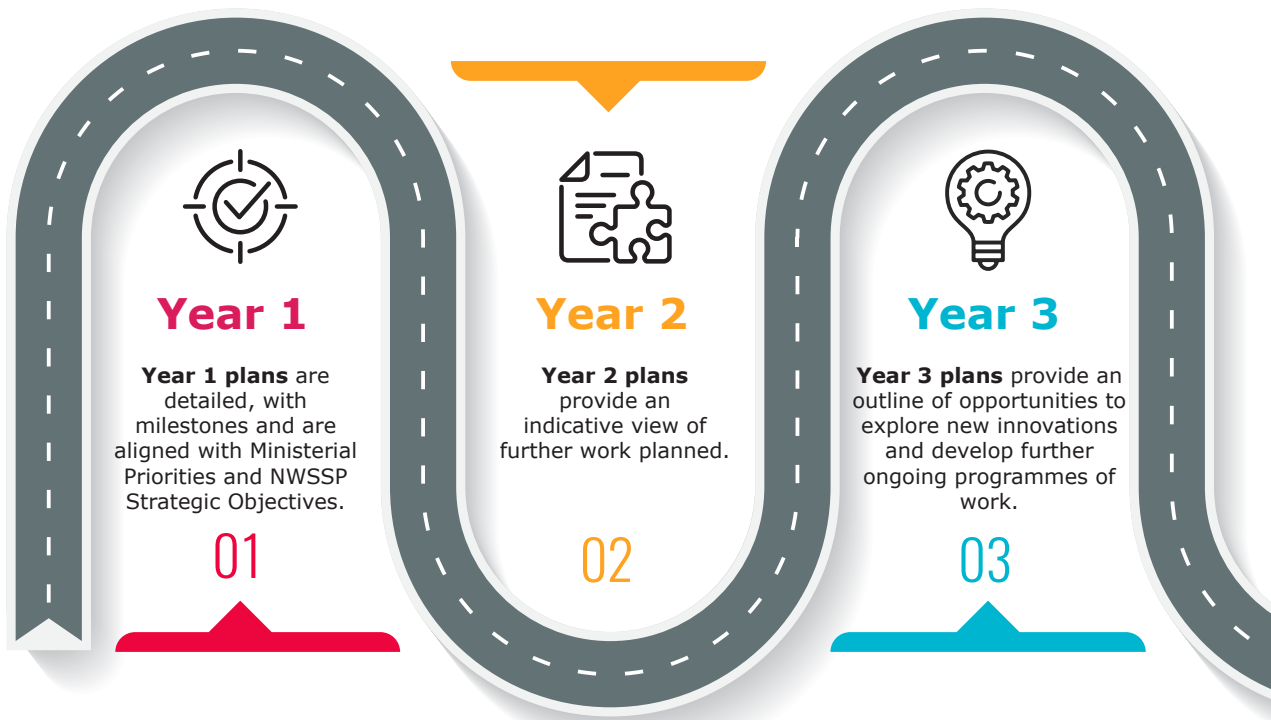 Year 1
Year 1 plans are
detailed, with
milestones and are
aligned with Ministerial
Priorities and NWSSP
Strategic Objectives.
01
Year 2
Year 2 plans
provide an
indicative view of
further work planned.
02
Year 3
Year 3 plans provide an
outline of opportunities to
explore new innovations
and develop further
ongoing programmes of
work.
03